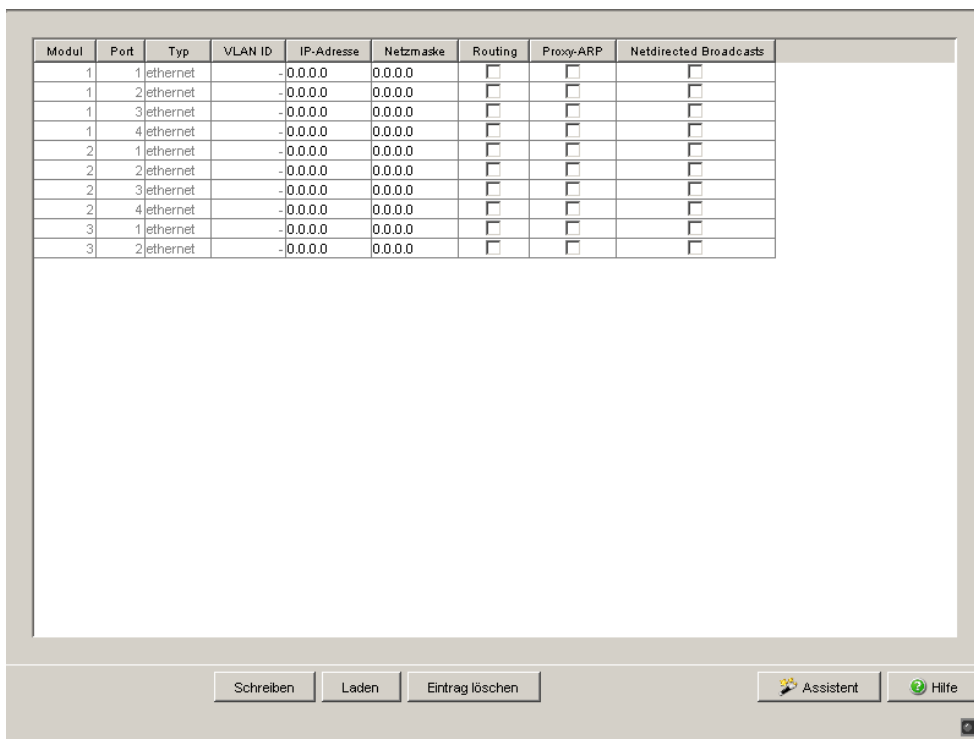 Modul Port Typ VLAN ID IP-Adresse Netzmaske Routing Proxy-ARP Netdirected Broadcasts
1 1 ethernet - 0.0.0.0 0.0.0.0
1 2 ethernet - 0.0.0.0 0.0.0.0
1 3 ethernet - 0.0.0.0 0.0.0.0
1 4 ethernet - 0.0.0.0 0.0.0.0
2 1 ethernet - 0.0.0.0 0.0.0.0
2 2 ethernet - 0.0.0.0 0.0.0.0
2 3 ethernet - 0.0.0.0 0.0.0.0
2 4 ethernet - 0.0.0.0 0.0.0.0
3 1 ethernet - 0.0.0.0 0.0.0.0
3 2 ethernet - 0.0.0.0 0.0.0.0
Schreiben Laden Eintrag löschen Assistent Hilfe